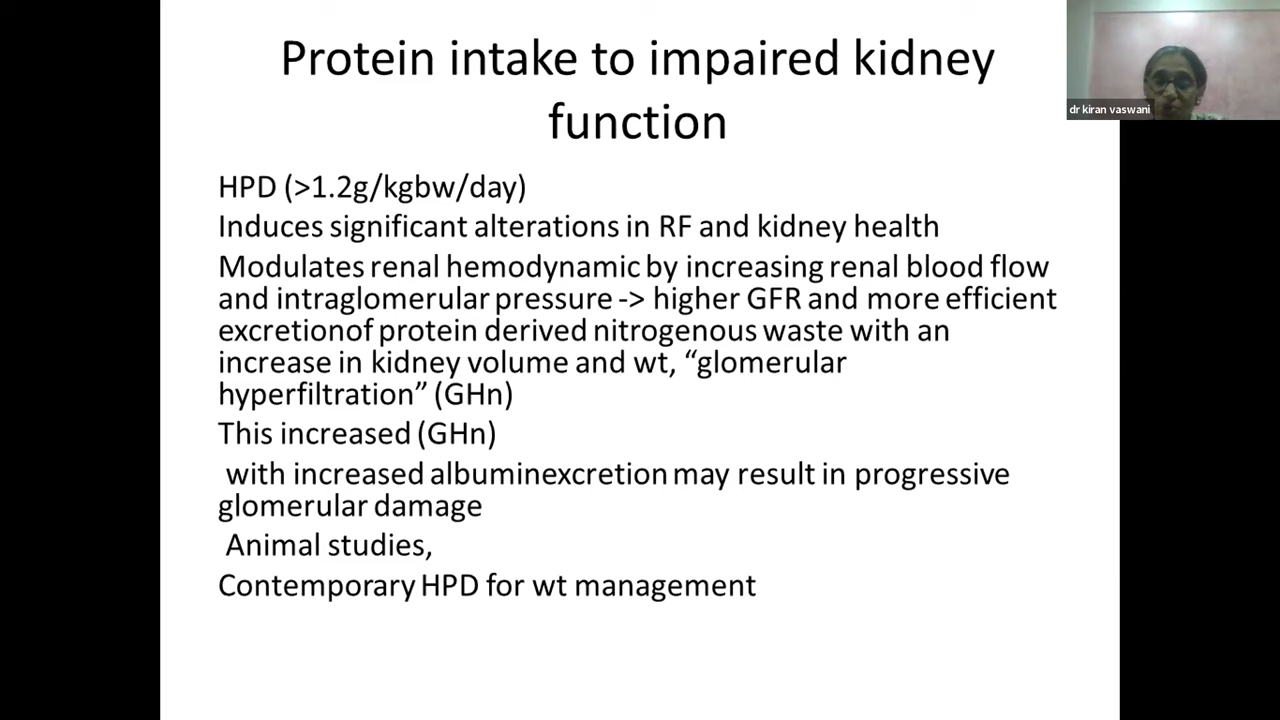 Protein intake to impaired kidney
function
dr kiran vaswani
HPD (>1.2g/kgbw/day)
Induces significant alterations in RF and kidney health
Modulates renal hemodynamic by increasing renal blood flow
and intraglomerular pressure -> higher GFR and more efficient
excretionof protein derived nitrogenous waste with an
increase in kidney volume and wt, “glomerular
hyperfiltration” (GHn)
This increased (GHn)
with increased albuminexcretion may result in progressive
glomerular damage
Animal studies,
Contemporary HPD for wt management